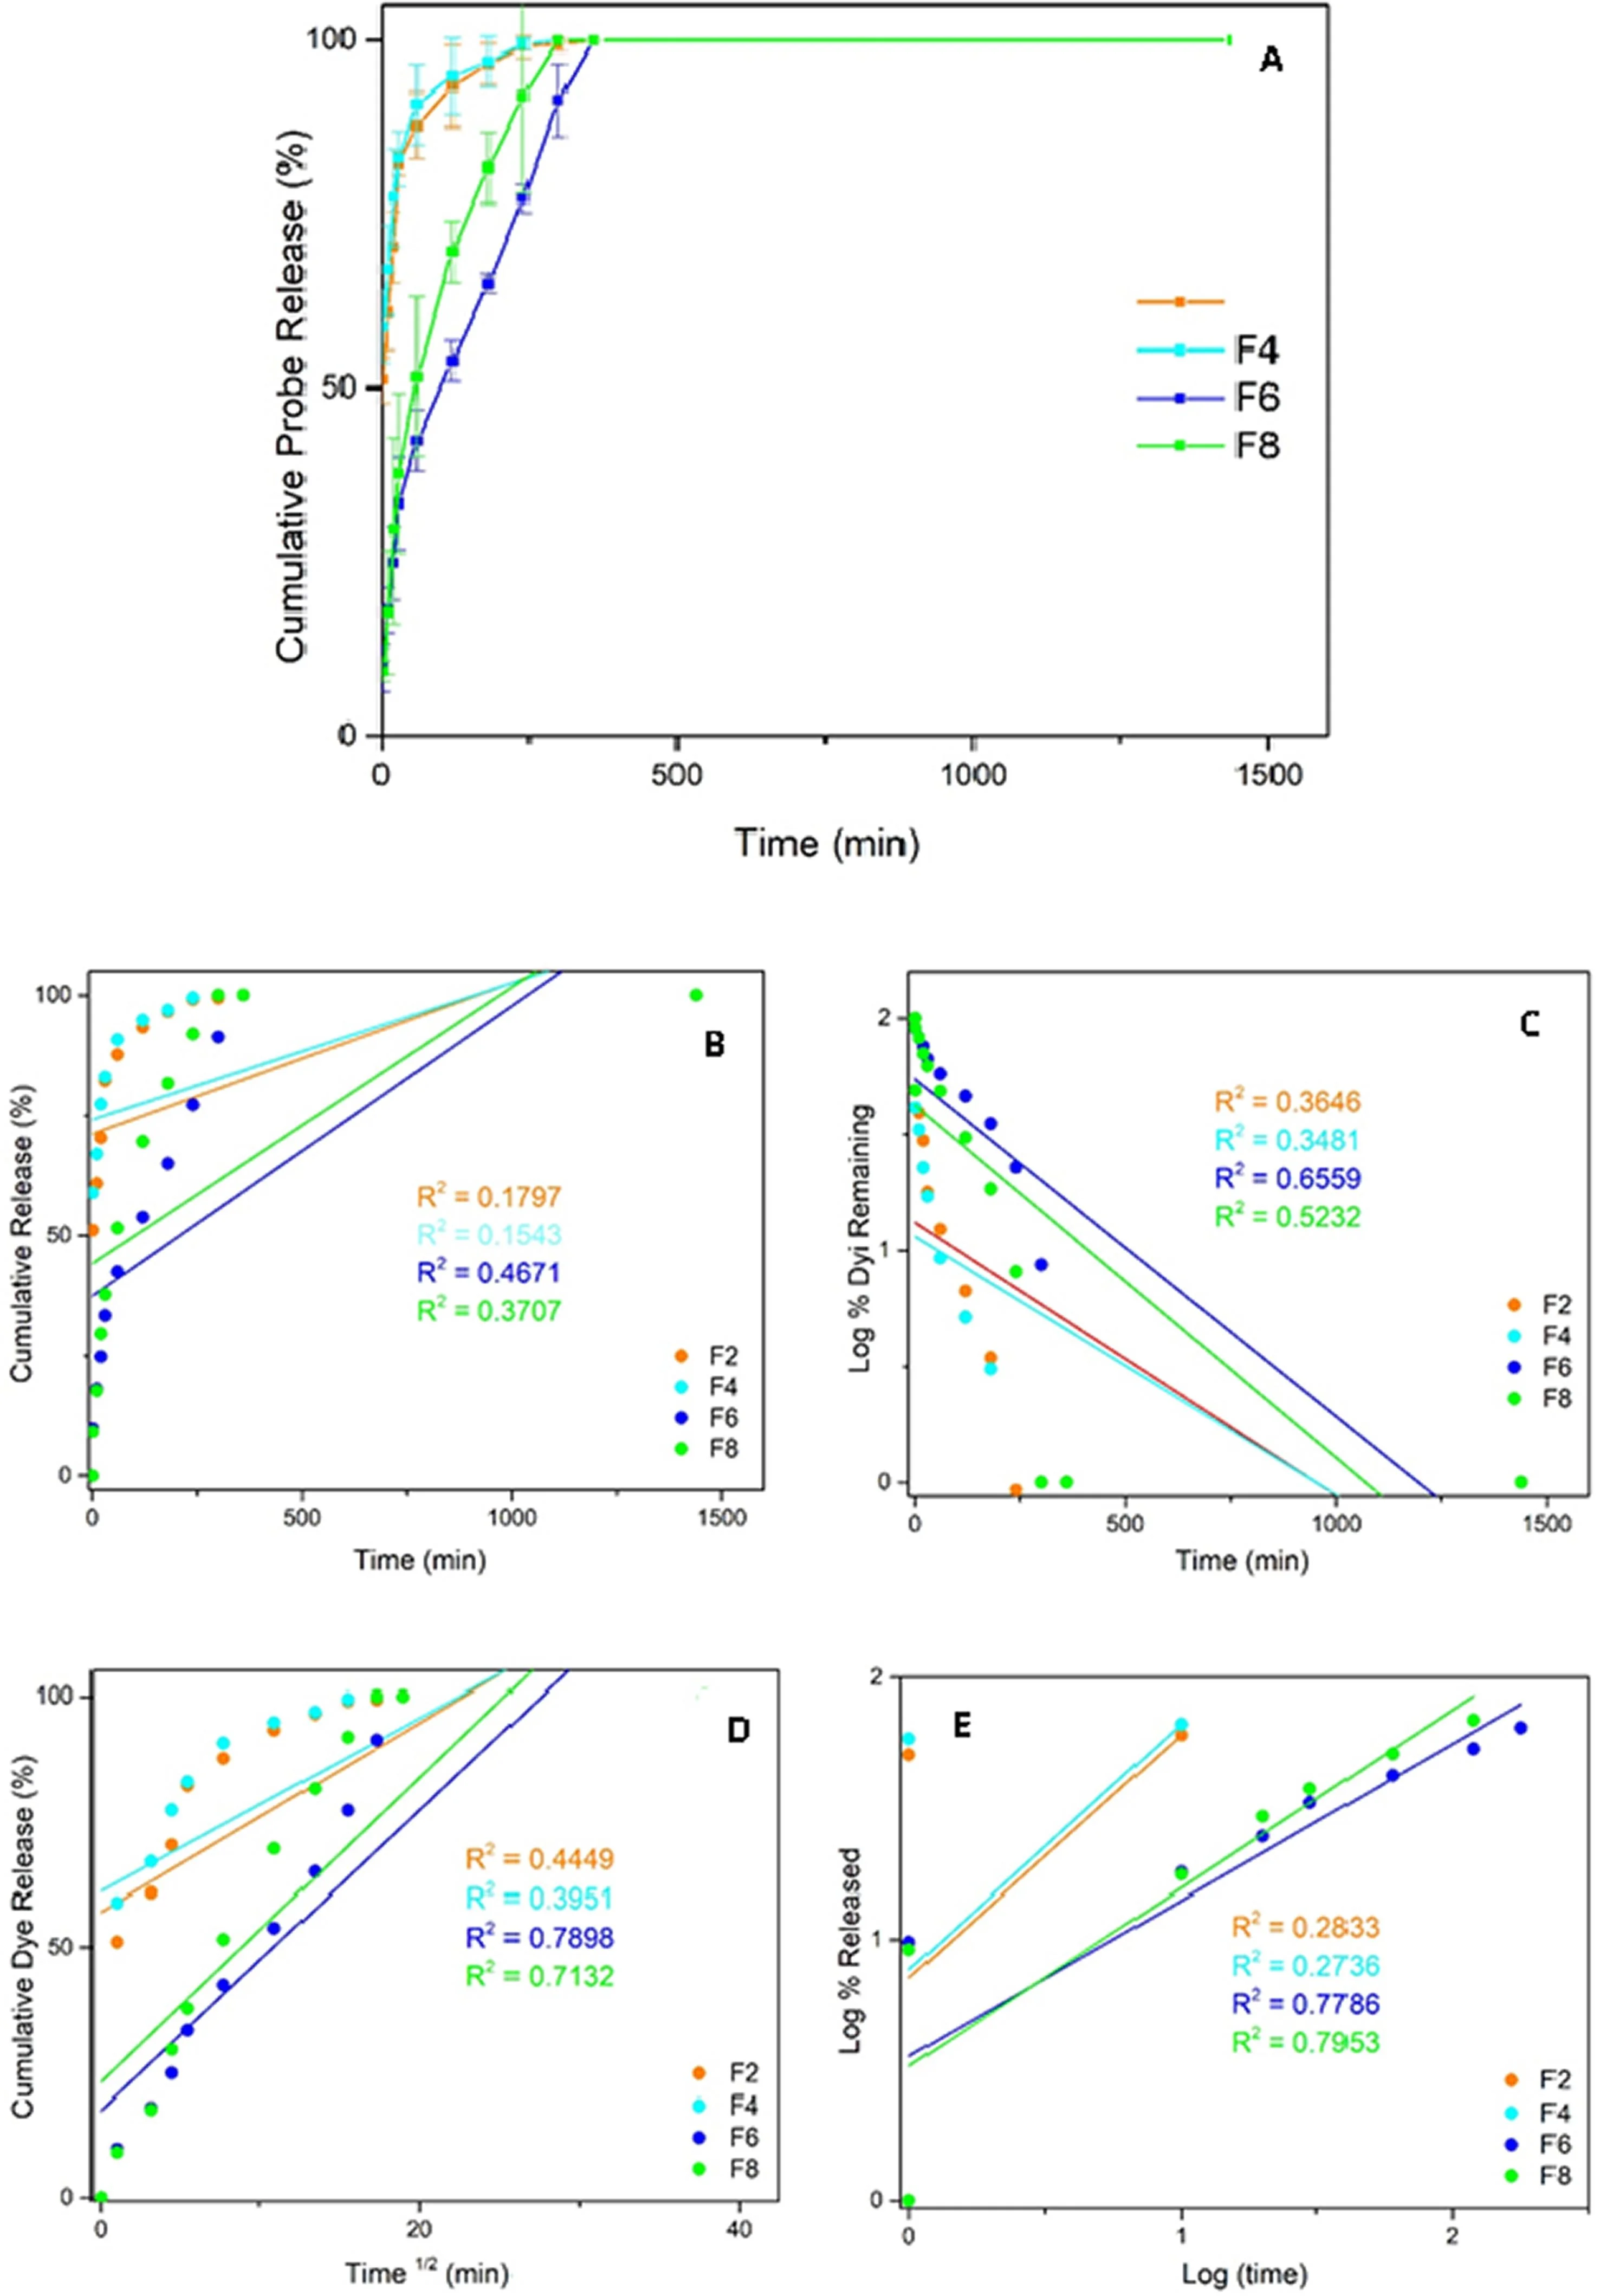 A
100
50
0
Cumulative Probe Release (%)
F4
F6
F8
0 500 1000 1500
Time (min)
B
100
50
0
Cumulative Release (%)
R² = 0.1797
R² = 0.1543
R² = 0.4671
R² = 0.3707
F2
F4
F6
F8
0 500 1000 1500
Time (min)
C
2
1
0
Log % Dyi Remaining
R² = 0.3646
R² = 0.3481
R² = 0.6559
R² = 0.5232
F2
F4
F6
F8
0 500 1000 1500
Time (min)
D
100
50
0
Cumulative Dye Release (%)
R² = 0.4449
R² = 0.3951
R² = 0.7898
R² = 0.7132
F2
F4
F6
F8
0 20 40
Time 1/2 (min)
E
2
1
0
Log % Released
R² = 0.2833
R² = 0.2736
R² = 0.7786
R² = 0.7953
F2
F4
F6
F8
0 1 2
Log (time)